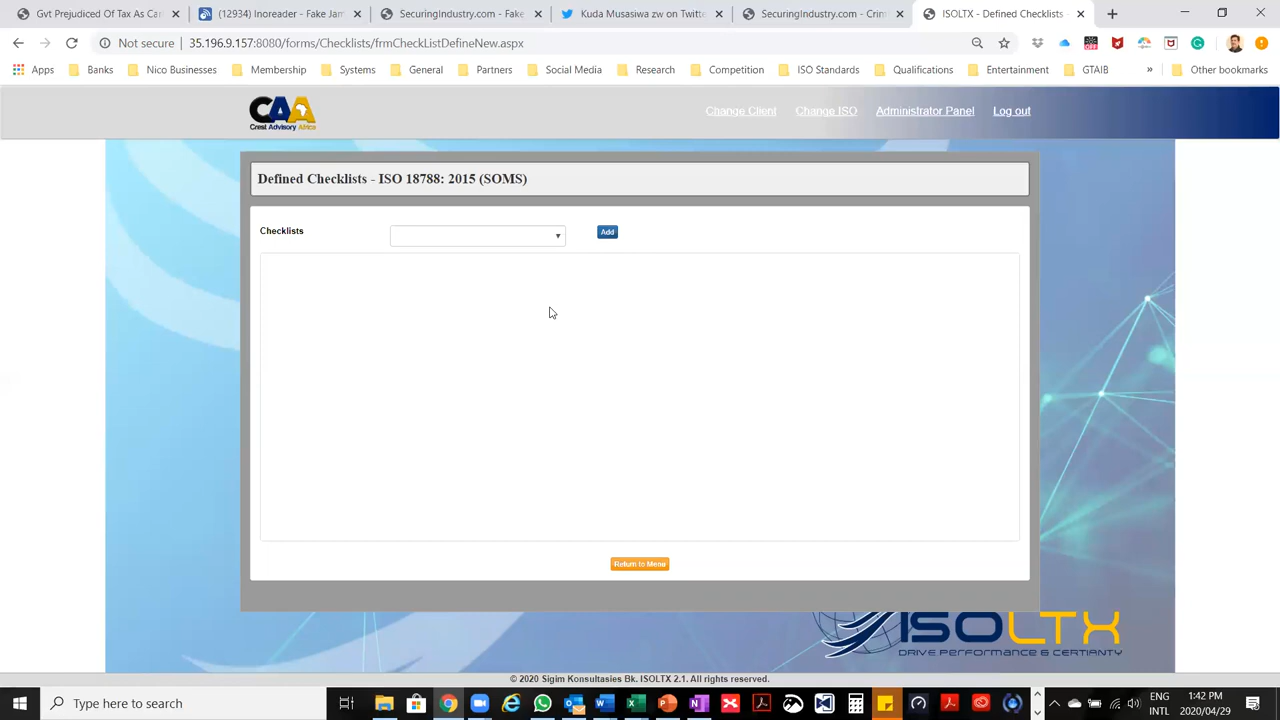 Gvt Prejudiced Of Tax As Can
(12934) Inoreader - Fake Jam
SecuringIndustry.com - Fake
Kuda Musasiwa zw on Twitt
SecuringIndustry.com - Crim
ISOLTX - Defined Checklists -
Not secure
35.196.9.157:8080/forms/Checklists/frmCheckListDefineNew.aspx
Apps
Banks
Nico Businesses
Membership
Systems
General
Partners
Social Media
Research
Competition
ISO Standards
Qualifications
Entertainment
GTAIB
»
Other bookmarks
CAA
Crest Advisory Africa
Change Client
Change ISO
Administrator Panel
Log out
Defined Checklists - ISO 18788: 2015 (SOMS)
Checklists
Add
Return to Menu
ISOLTX
DRIVE PERFORMANCE & CERTIANTY
© 2020 Sigim Konsultasies Bk. ISOLTX 2.1. All rights reserved.
Type here to search
ENG
INTL
1:42 PM
2020/04/29